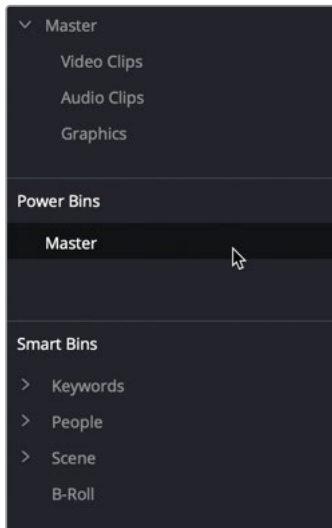 Master
Video Clips
Audio Clips
Graphics
Power Bins
Master
Smart Bins
Keywords
People
Scene
B-Roll